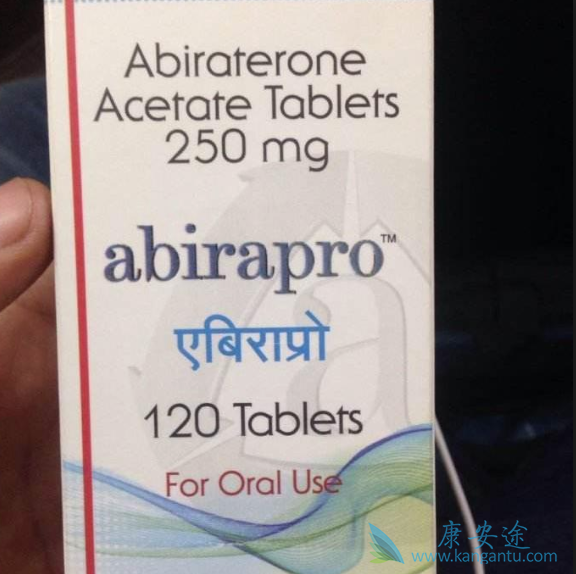 Abiraterone
Acetate Tablets
250 mg
abirapro™
एबिराप्रो
120 Tablets
For Oral Use
康安途
www.kangantu.com